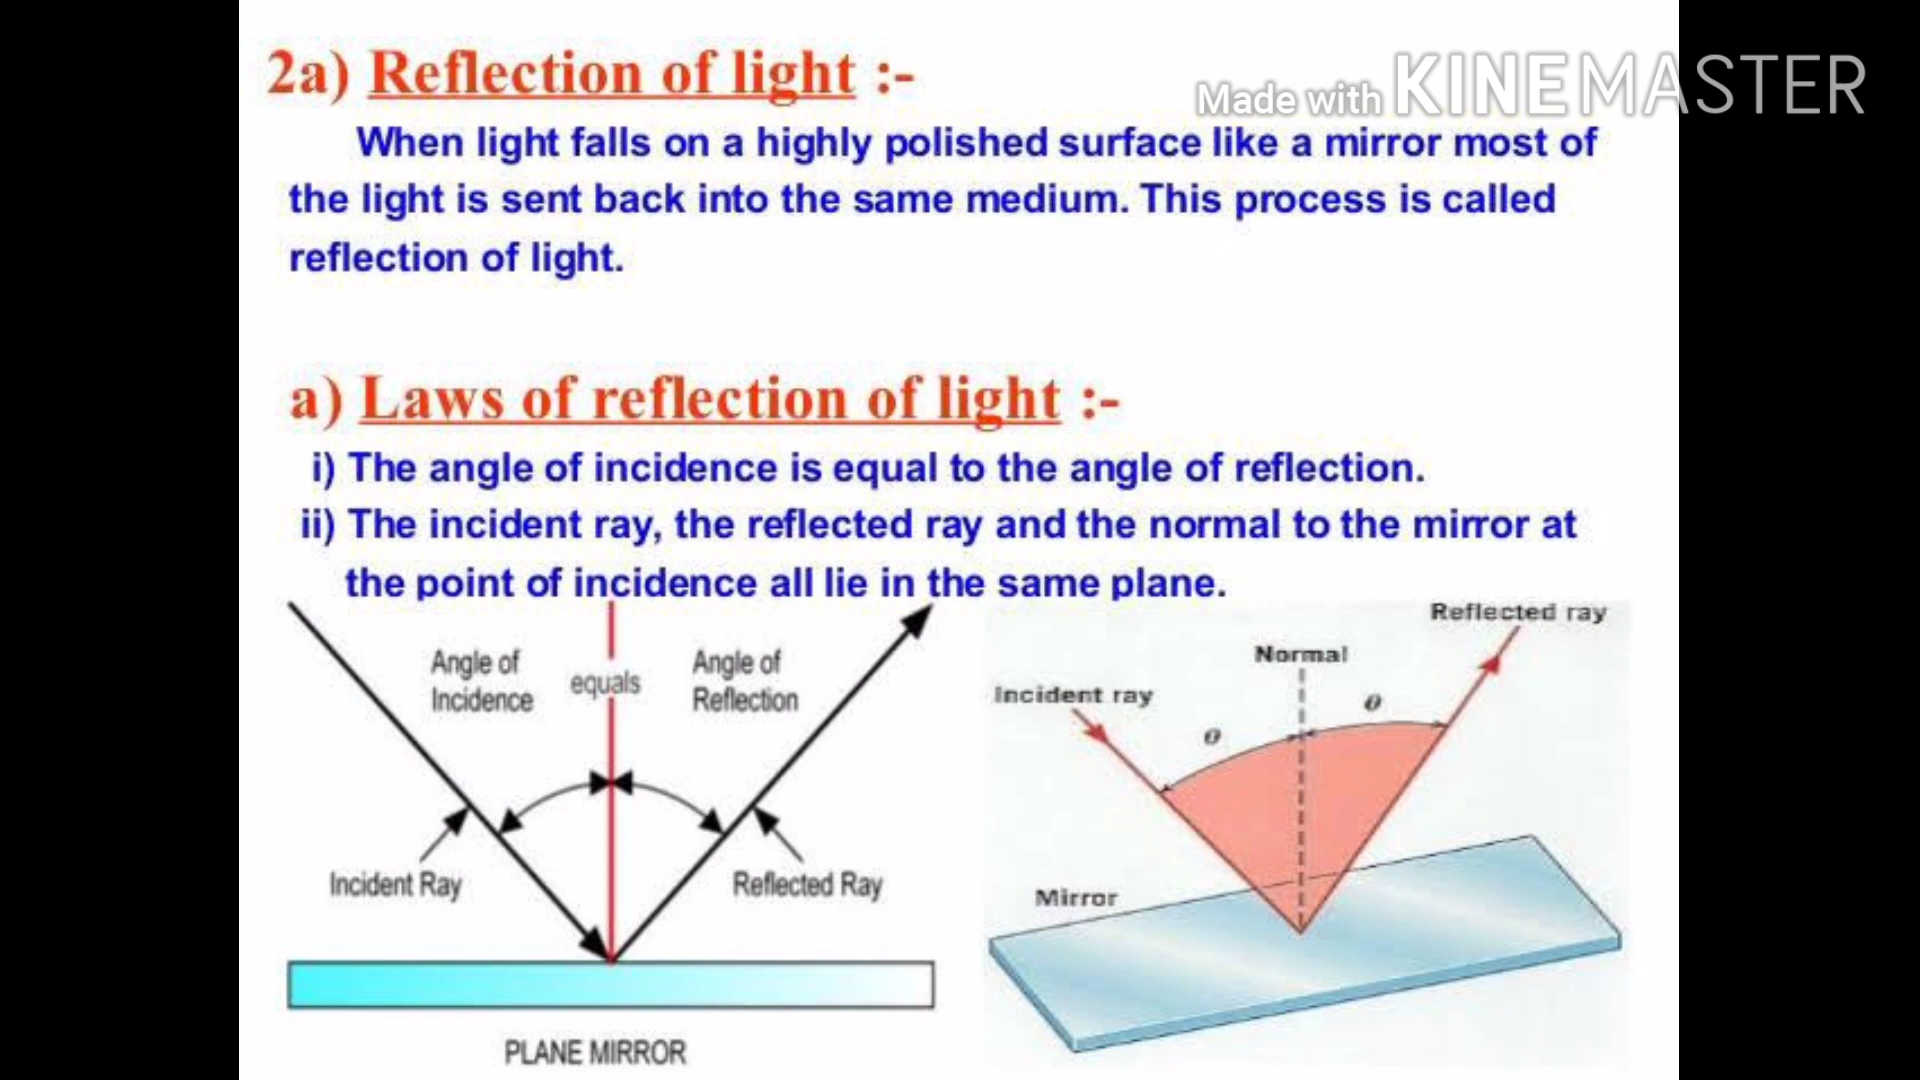 2a) Reflection of light :-
Made with KINEMASTER
When light falls on a highly polished surface like a mirror most of
the light is sent back into the same medium. This process is called
reflection of light.
a) Laws of reflection of light :-
i) The angle of incidence is equal to the angle of reflection.
ii) The incident ray, the reflected ray and the normal to the mirror at
the point of incidence all lie in the same plane.
Angle of
Incidence
equals
Angle of
Reflection
Incident Ray
Reflected Ray
PLANE MIRROR
Reflected ray
Normal
Incident ray
θ
θ
Mirror